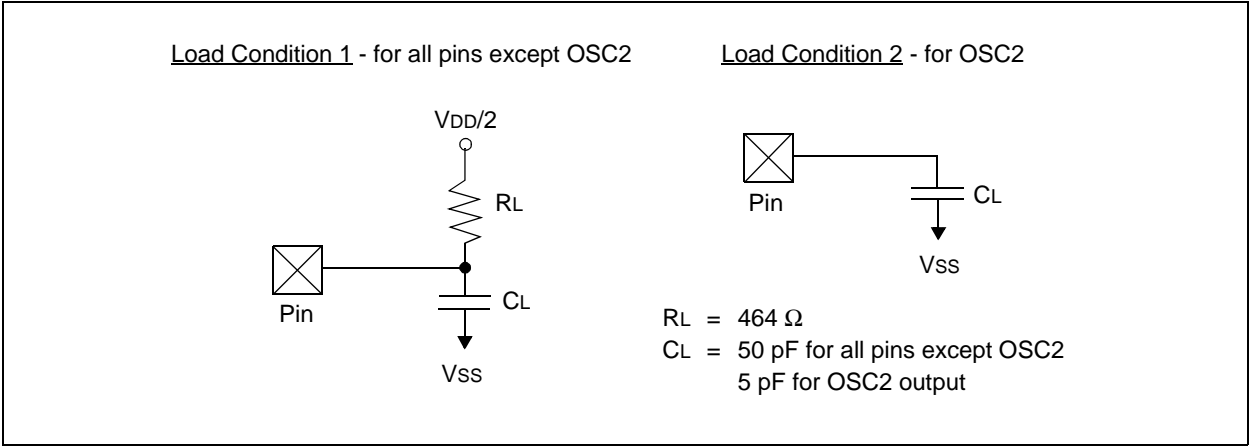 Load Condition 1 - for all pins except OSC2
Load Condition 2 - for OSC2
VDD/2
RL
Pin
CL
VSS
Pin
CL
VSS
RL = 464 Ω
CL = 50 pF for all pins except OSC2
5 pF for OSC2 output